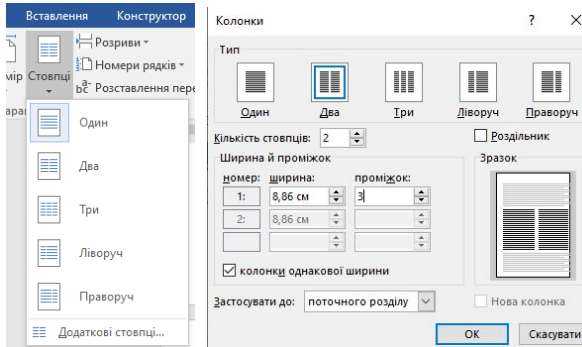 Вставлення Конструктор
Розриви
мір Стовпці Номери рядків
bc Розставлення пере
Один
Два
Три
Ліворуч
Праворуч
Додаткові стовпці...
Колонки ? ×
Тип
Один Два Три Ліворуч Праворуч
Кількість стовпців: 2 Роздільник
Ширина й проміжок Зразок
номер: ширина: проміжок:
1: 8,86 см 3
2: 8,86 см
колонки однакової ширини
Застосувати до: поточного розділу Нова колонка
ОК Скасувати